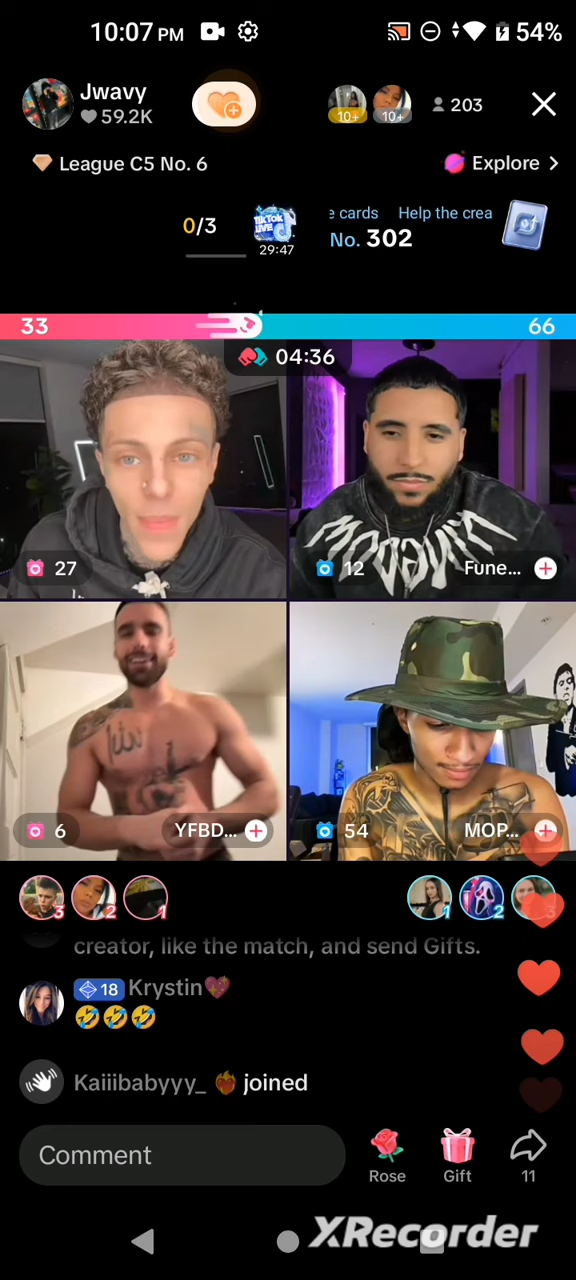 10:07 PM
54%
Jwavy
59.2K
10+
10+
203
League C5 No. 6
Explore >
0/3
TikTok LIVE
29:47
e cards Help the crea
No. 302
33
66
04:36
27
12
Fune...
6
YFBD...
54
MOP...
3
2
1
1
2
3
creator, like the match, and send Gifts.
18 Krystin💖
🤣🤣🤣
Kaiiibabyyy_ ❤️‍🔥 joined
Comment
Rose
Gift
11
XRecorder